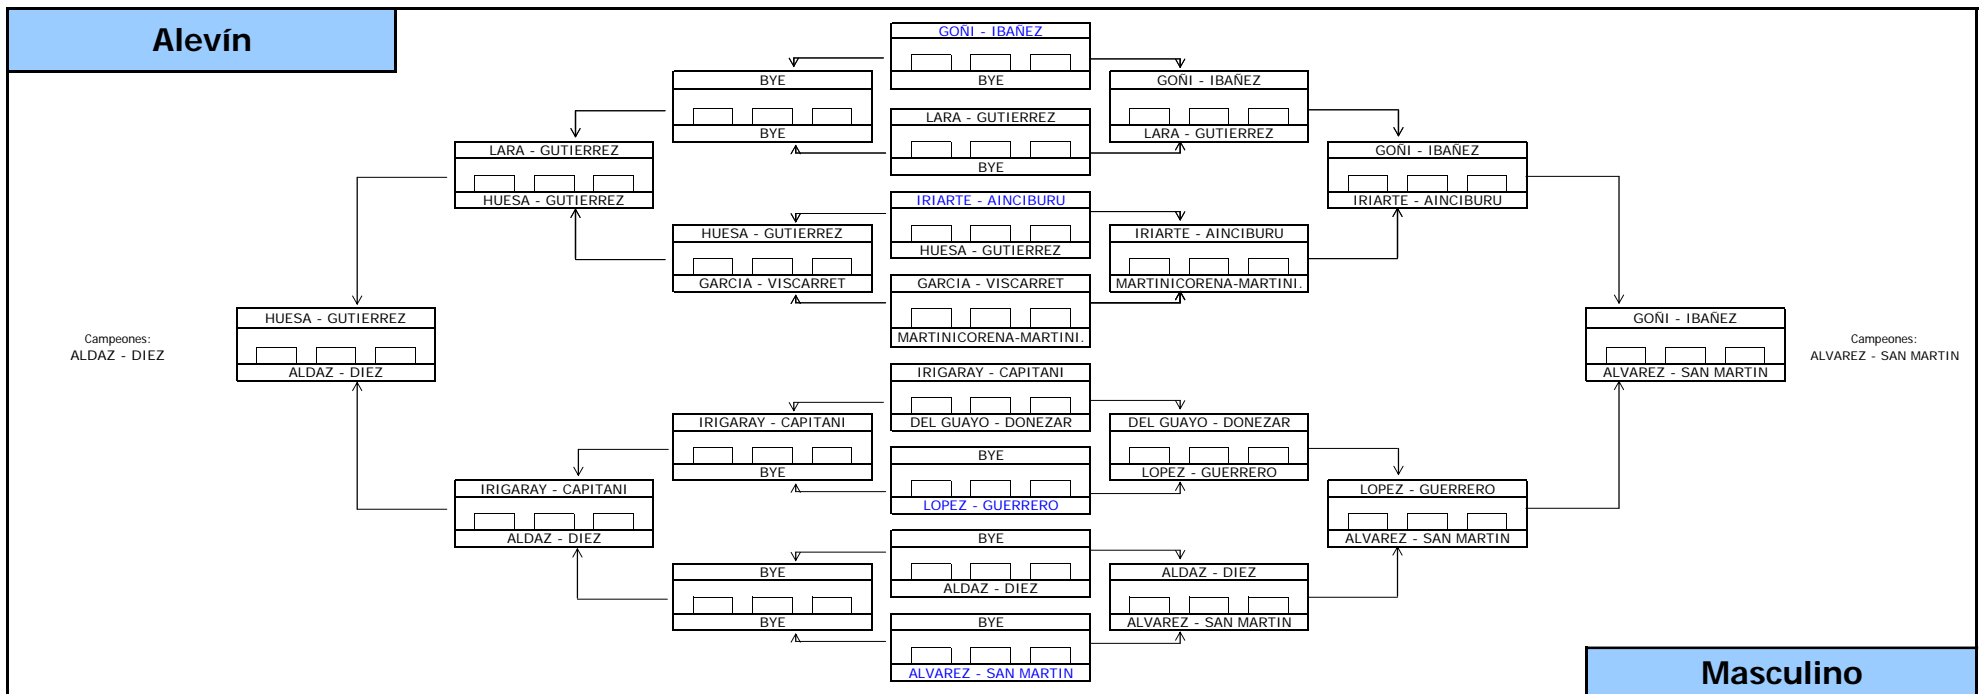 Alevín
GOÑI - IBAÑEZ
BYE
BYE
GOÑI - IBAÑEZ
BYE
LARA - GUTIERREZ
BYE
LARA - GUTIERREZ
LARA - GUTIERREZ
GOÑI - IBAÑEZ
BYE
HUESA - GUTIERREZ
IRIARTE - AINCIBURU
IRIARTE - AINCIBURU
HUESA - GUTIERREZ
IRIARTE - AINCIBURU
HUESA - GUTIERREZ
GARCIA - VISCARRET
GARCIA - VISCARRET
MARTINICORENA-MARTINI.
HUESA - GUTIERREZ
GOÑI - IBAÑEZ
MARTINICORENA-MARTINI.
Campeones:
Campeones:
ALDAZ - DIEZ
ALVAREZ - SAN MARTIN
ALDAZ - DIEZ
IRIGARAY - CAPITANI
ALVAREZ - SAN MARTIN
IRIGARAY - CAPITANI
DEL GUAYO - DONEZAR
DEL GUAYO - DONEZAR
BYE
BYE
LOPEZ - GUERRERO
IRIGARAY - CAPITANI
LOPEZ - GUERRERO
LOPEZ - GUERRERO
ALDAZ - DIEZ
BYE
ALVAREZ - SAN MARTIN
BYE
ALDAZ - DIEZ
ALDAZ - DIEZ
BYE
BYE
ALVAREZ - SAN MARTIN
ALVAREZ - SAN MARTIN
Masculino